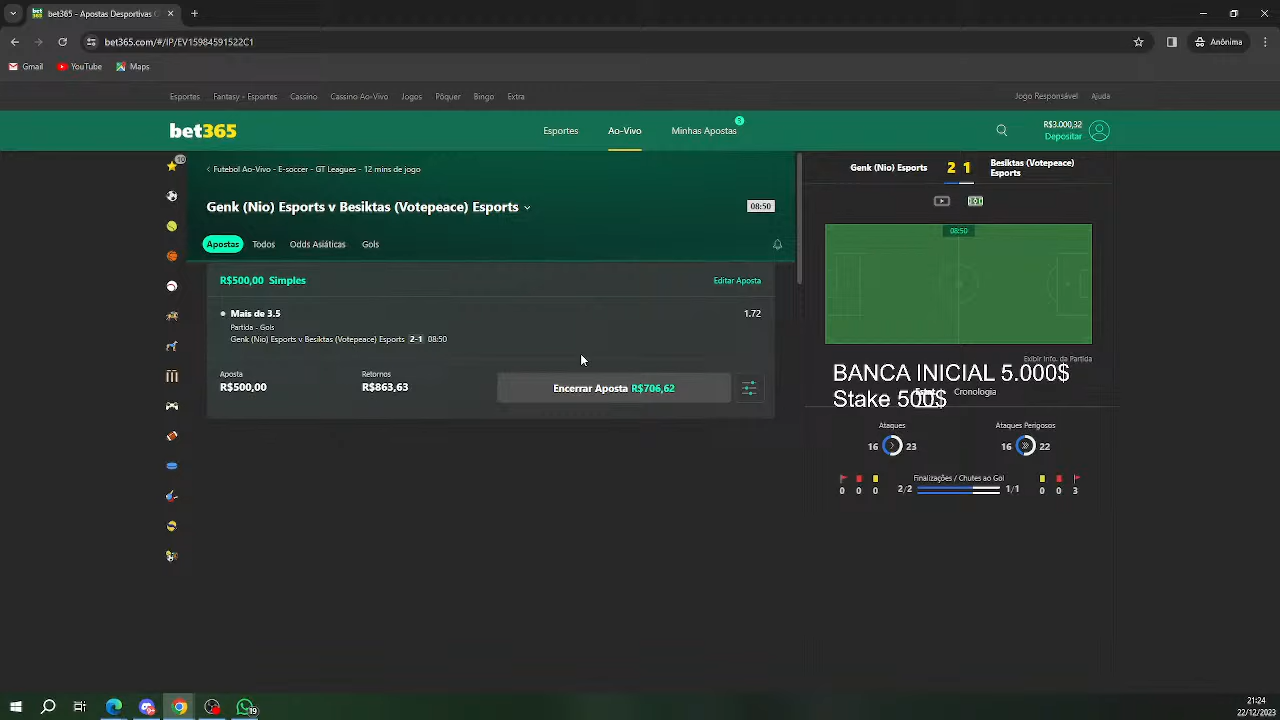 bet365 - Apostas Desportivas O
bet365.com/#/IP/EV15984591522C1
Anônima
Gmail
YouTube
Maps
Esportes
Fantasy - Esportes
Cassino
Cassino Ao-Vivo
Jogos
Pôquer
Bingo
Extra
Jogo Responsável
Ajuda
bet365
Esportes
Ao-Vivo
Minhas Apostas
5
R$3.000,32
Depositar
10
Futebol Ao-Vivo - E-soccer - GT Leagues - 12 mins de jogo
Genk (Nio) Esports v Besiktas (Votepeace) Esports
08:50
Apostas
Todos
Odds Asiáticas
Gols
R$500,00 Simples
Editar Aposta
Mais de 3.5
1.72
Partida - Gols
Genk (Nio) Esports v Besiktas (Votepeace) Esports 2-1 08:50
Aposta
R$500,00
Retornos
R$863,63
Encerrar Aposta R$706,62
Genk (Nio) Esports
2 1
Besiktas (Votepeace)
Esports
08:50
Exibir Info. da Partida
BANCA INICIAL 5.000$
Stake 500$
Cronologia
Ataques
16 23
Ataques Perigosos
16 22
Finalizações / Chutes ao Gol
0 0 0
2/2
1/1
0 0 3
19
21:24
22/12/2023